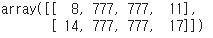 array([[  8, 777, 777,  11],
       [ 14, 777, 777,  17]])